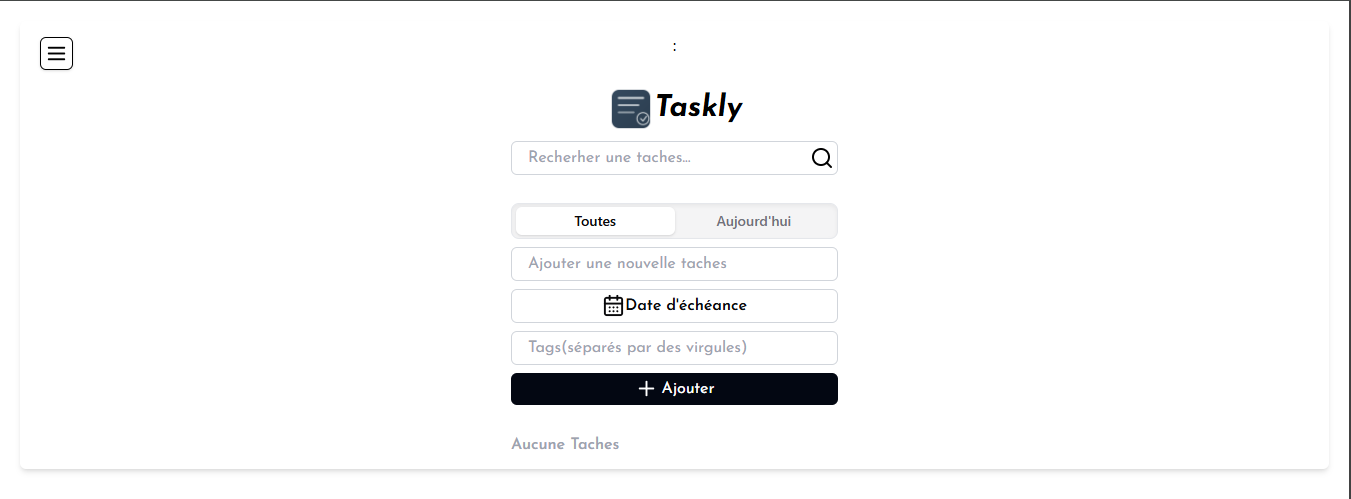 :
Taskly
Recherher une taches...
Toutes Aujourd'hui
Ajouter une nouvelle taches
Date d'échéance
Tags(séparés par des virgules)
Ajouter
Aucune Taches